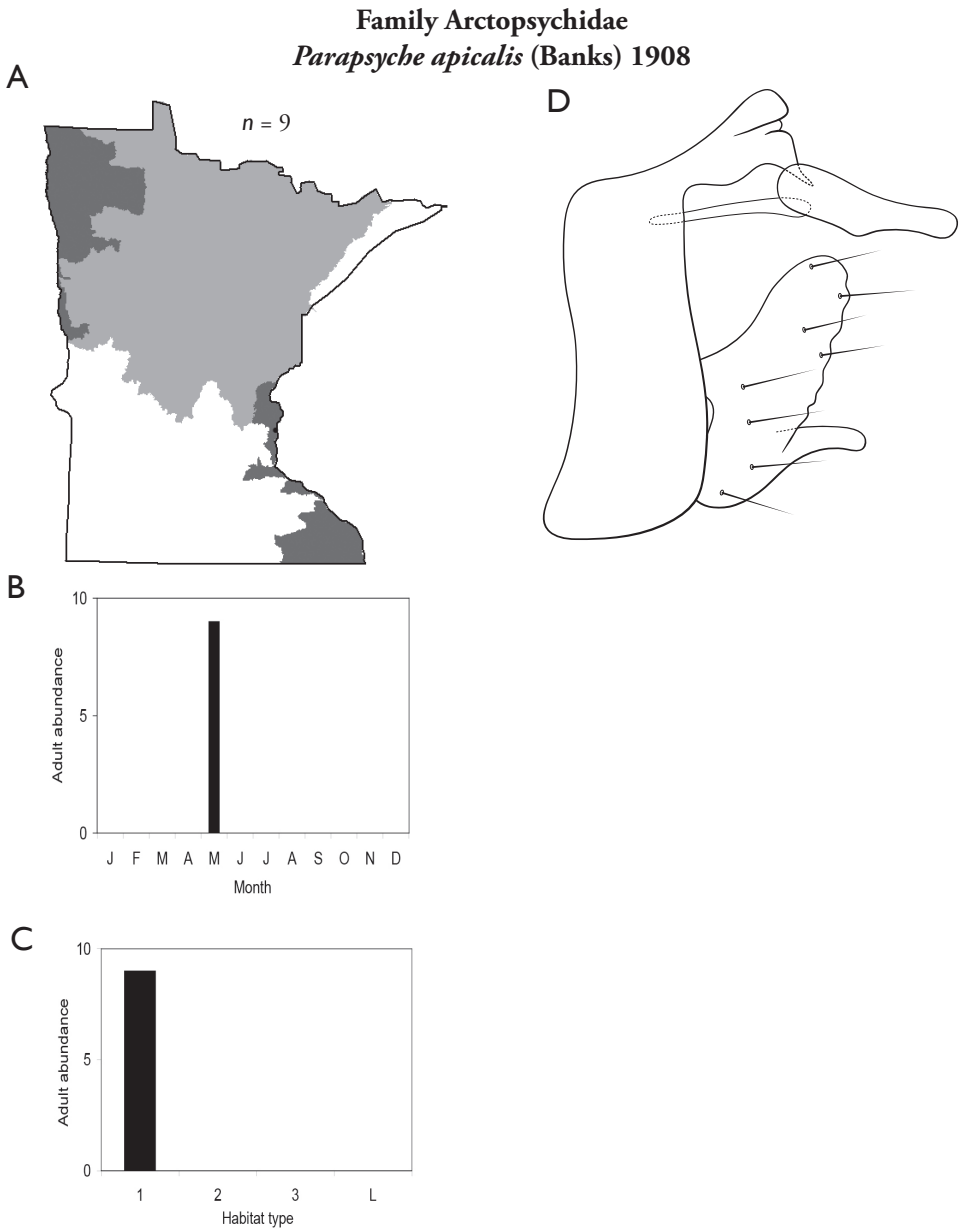 Family Arctopsychidae
Parapsyche apicalis (Banks) 1908
A
n = 9
D
B
10
5
0
Adult abundance
J F M A M J J A S O N D
Month
C
10
5
0
Adult abundance
1 2 3 L
Habitat type